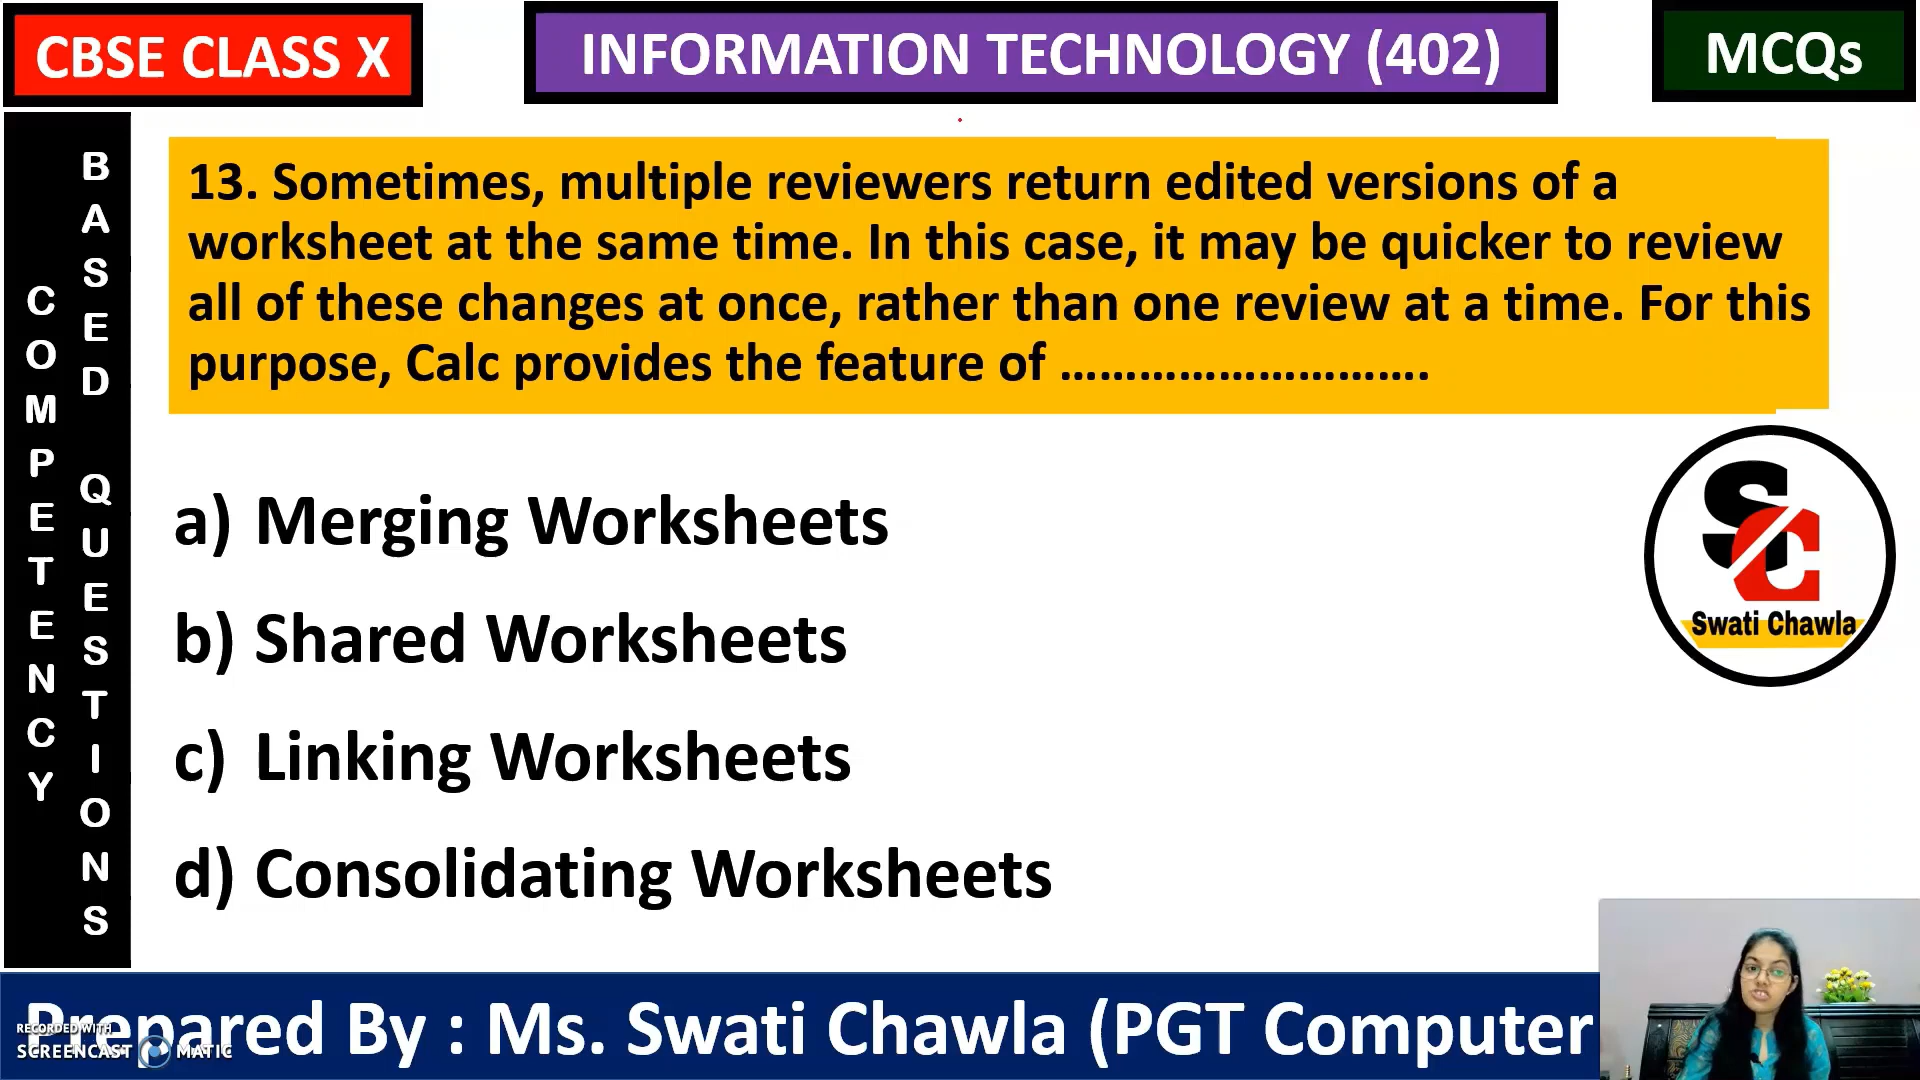 CBSE CLASS X
INFORMATION TECHNOLOGY (402)
MCQs
COMPETENCY
BASED QUESTIONS
13. Sometimes, multiple reviewers return edited versions of a
worksheet at the same time. In this case, it may be quicker to review
all of these changes at once, rather than one review at a time. For this
purpose, Calc provides the feature of ……………………….
a) Merging Worksheets
b) Shared Worksheets
c) Linking Worksheets
d) Consolidating Worksheets
SC
Swati Chawla
Prepared By : Ms. Swati Chawla (PGT Computer
RECORDED WITH
SCREENCAST MATIC